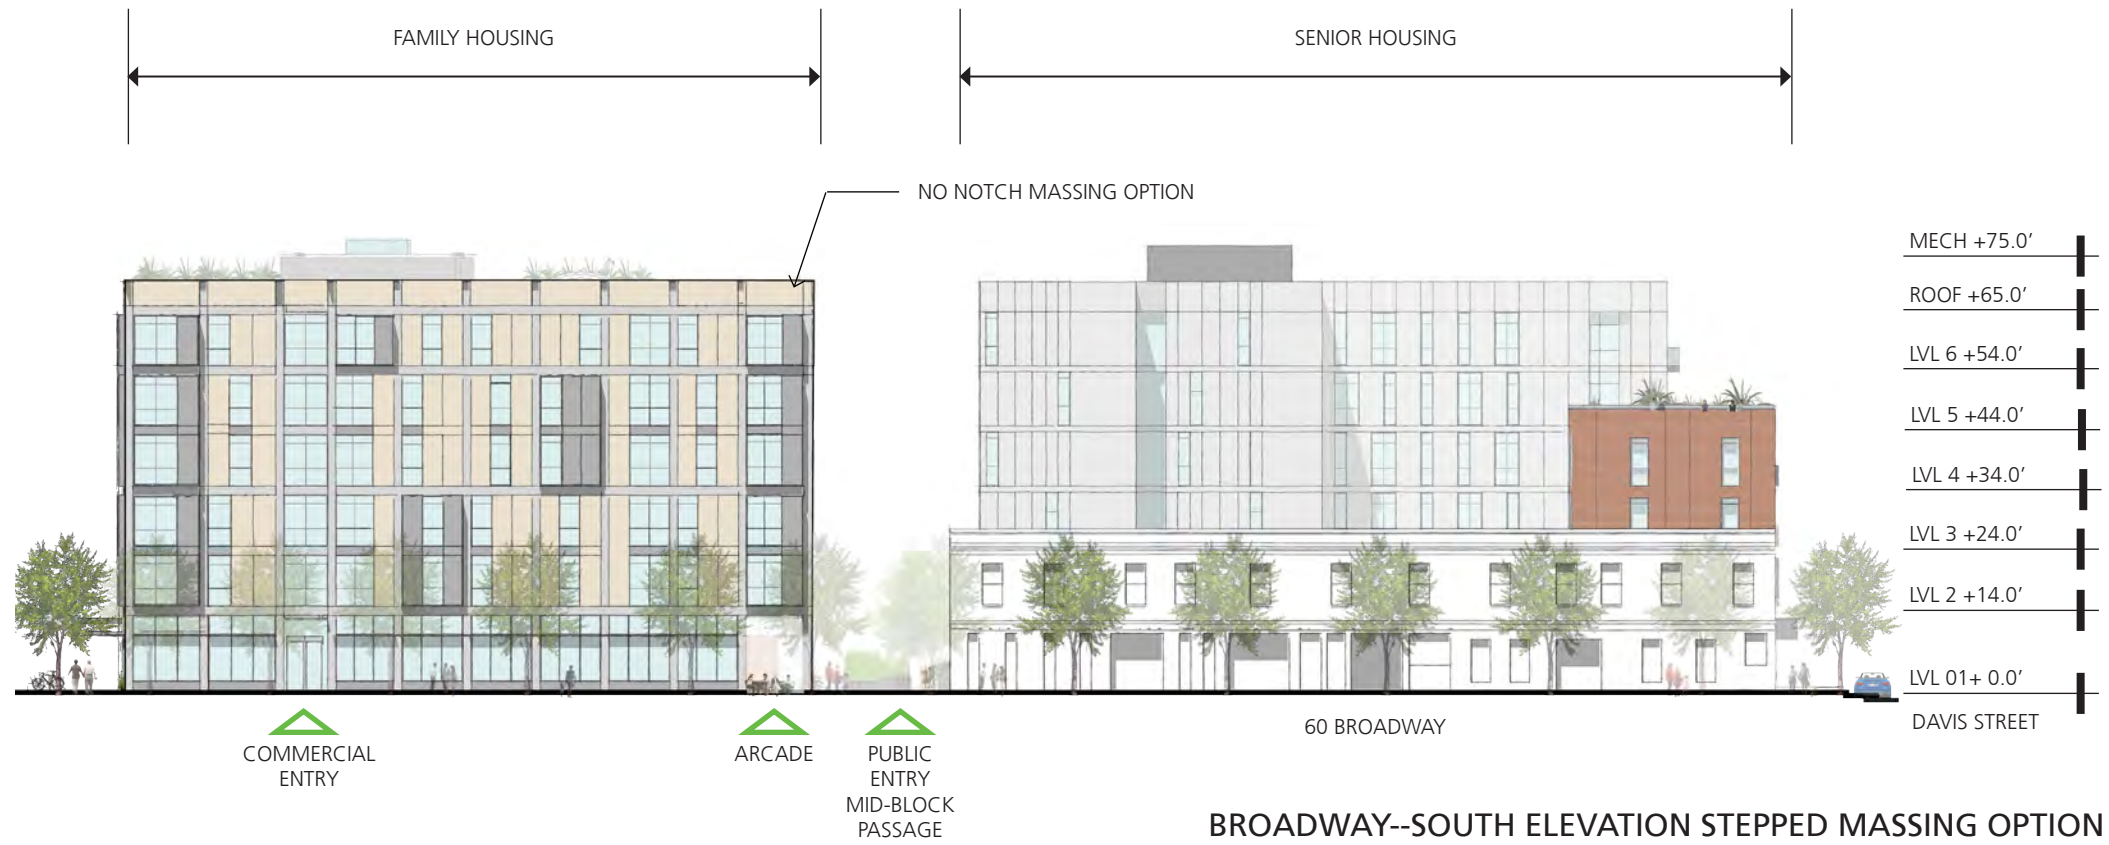 FAMILY HOUSING
SENIOR HOUSING
NO NOTCH MASSING OPTION
MECH +75.0’
ROOF +65.0’
LVL 6 +54.0’
LVL 5 +44.0’
LVL 4 +34.0’
LVL 3 +24.0’
LVL 2 +14.0’
LVL 01+ 0.0’
DAVIS STREET
60 BROADWAY
COMMERCIAL
ENTRY
ARCADE
PUBLIC
ENTRY
MID-BLOCK
PASSAGE
BROADWAY--SOUTH ELEVATION STEPPED MASSING OPTION